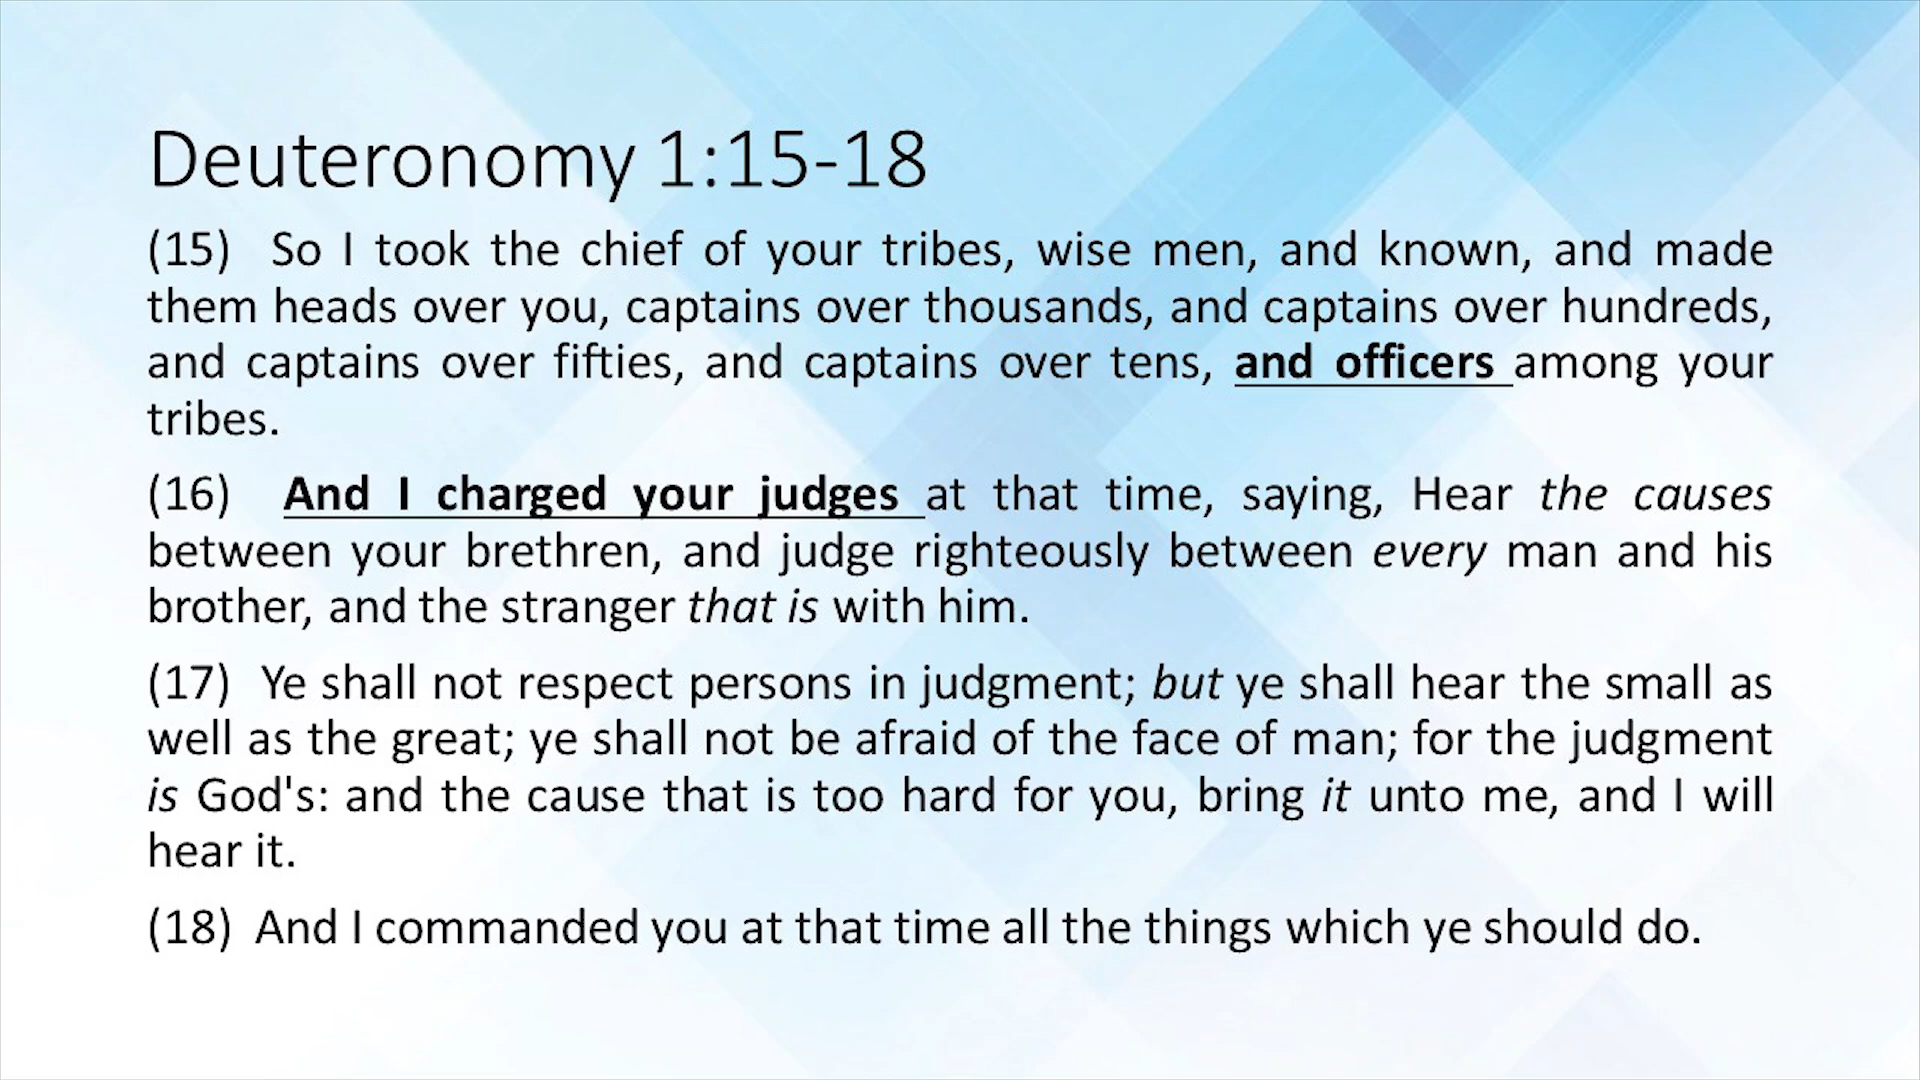 Deuteronomy 1:15-18
(15) So I took the chief of your tribes, wise men, and known, and made
them heads over you, captains over thousands, and captains over hundreds,
and captains over fifties, and captains over tens, and officers among your
tribes.
(16) And I charged your judges at that time, saying, Hear the causes
between your brethren, and judge righteously between every man and his
brother, and the stranger that is with him.
(17) Ye shall not respect persons in judgment; but ye shall hear the small as
well as the great; ye shall not be afraid of the face of man; for the judgment
is God's: and the cause that is too hard for you, bring it unto me, and I will
hear it.
(18) And I commanded you at that time all the things which ye should do.